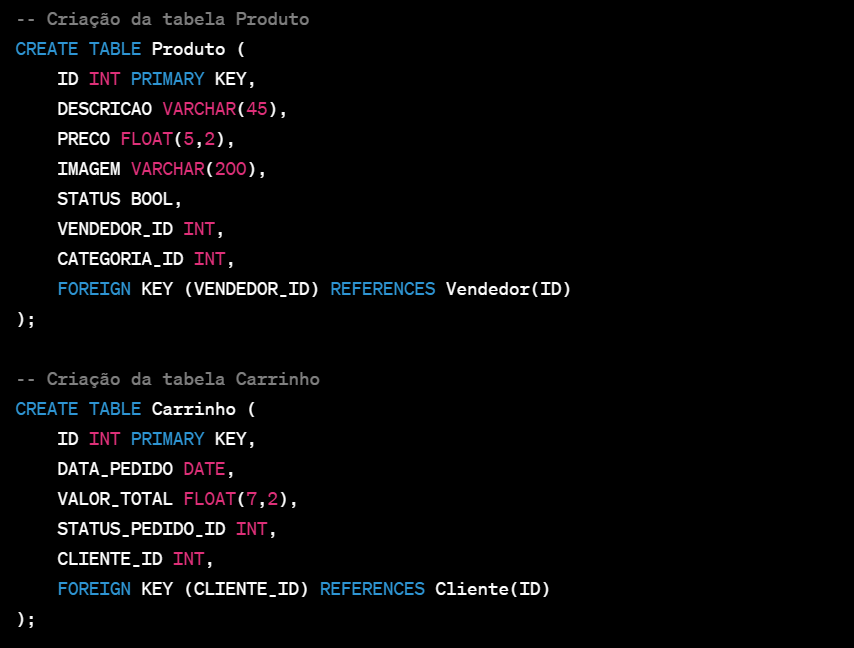 -- Criação da tabela Produto
CREATE TABLE Produto (
    ID INT PRIMARY KEY,
    DESCRICAO VARCHAR(45),
    PRECO FLOAT(5,2),
    IMAGEM VARCHAR(200),
    STATUS BOOL,
    VENDEDOR_ID INT,
    CATEGORIA_ID INT,
    FOREIGN KEY (VENDEDOR_ID) REFERENCES Vendedor(ID)
);

-- Criação da tabela Carrinho
CREATE TABLE Carrinho (
    ID INT PRIMARY KEY,
    DATA_PEDIDO DATE,
    VALOR_TOTAL FLOAT(7,2),
    STATUS_PEDIDO_ID INT,
    CLIENTE_ID INT,
    FOREIGN KEY (CLIENTE_ID) REFERENCES Cliente(ID)
);